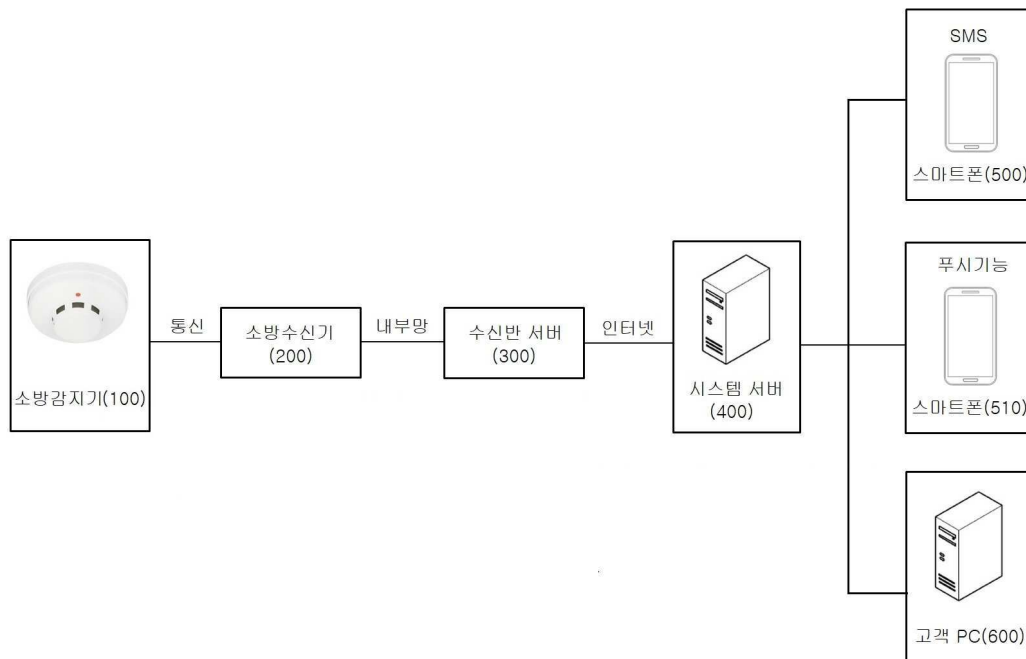 SMS
스마트폰(500)
푸시기능
스마트폰(510)
소방감지기(100)
통신
소방수신기
(200)
내부망
수신반 서버
(300)
인터넷
시스템 서버
(400)
고객 PC(600)